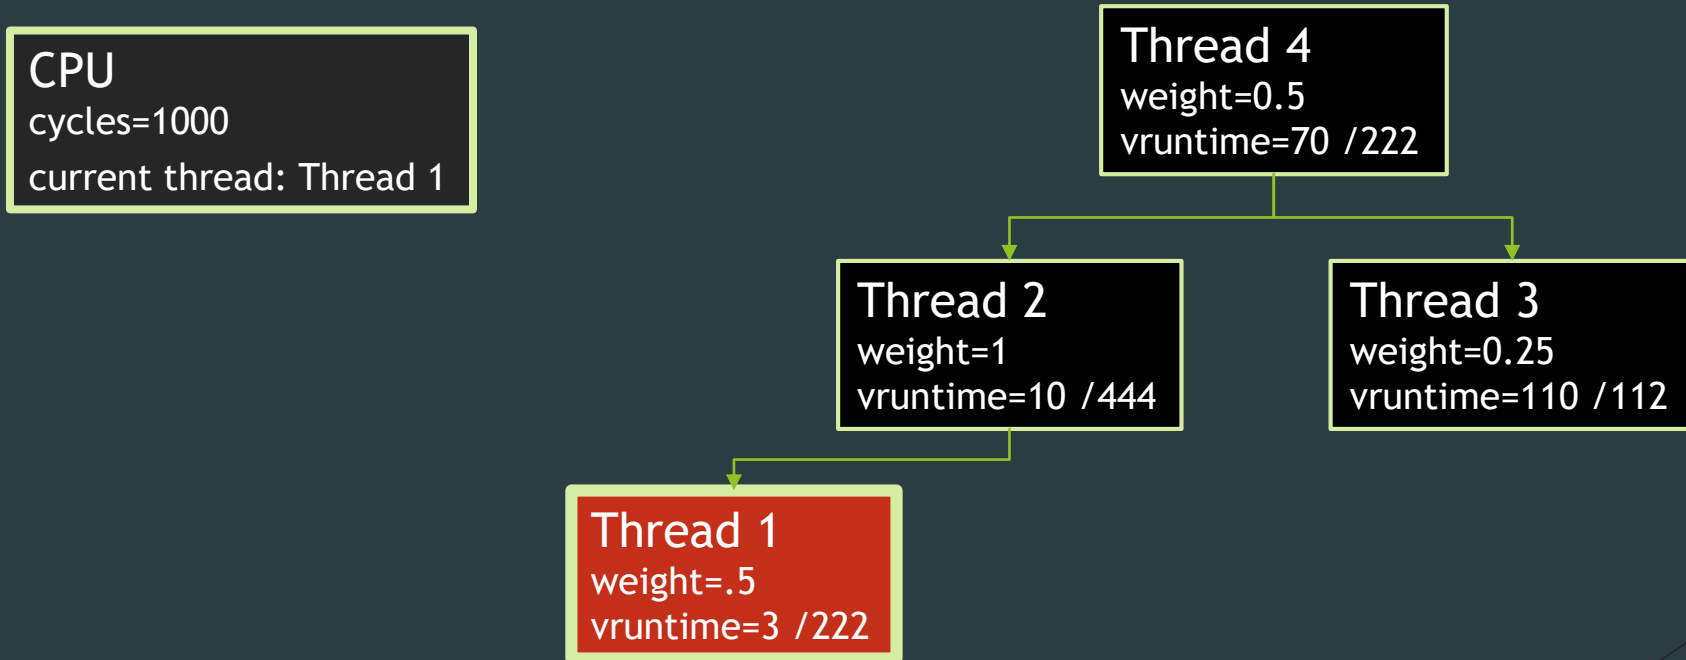 CPU
cycles=1000
current thread: Thread 1
Thread 4
weight=0.5
vruntime=70 /222
Thread 2
weight=1
vruntime=10 /444
Thread 3
weight=0.25
vruntime=110 /112
Thread 1
weight=.5
vruntime=3 /222